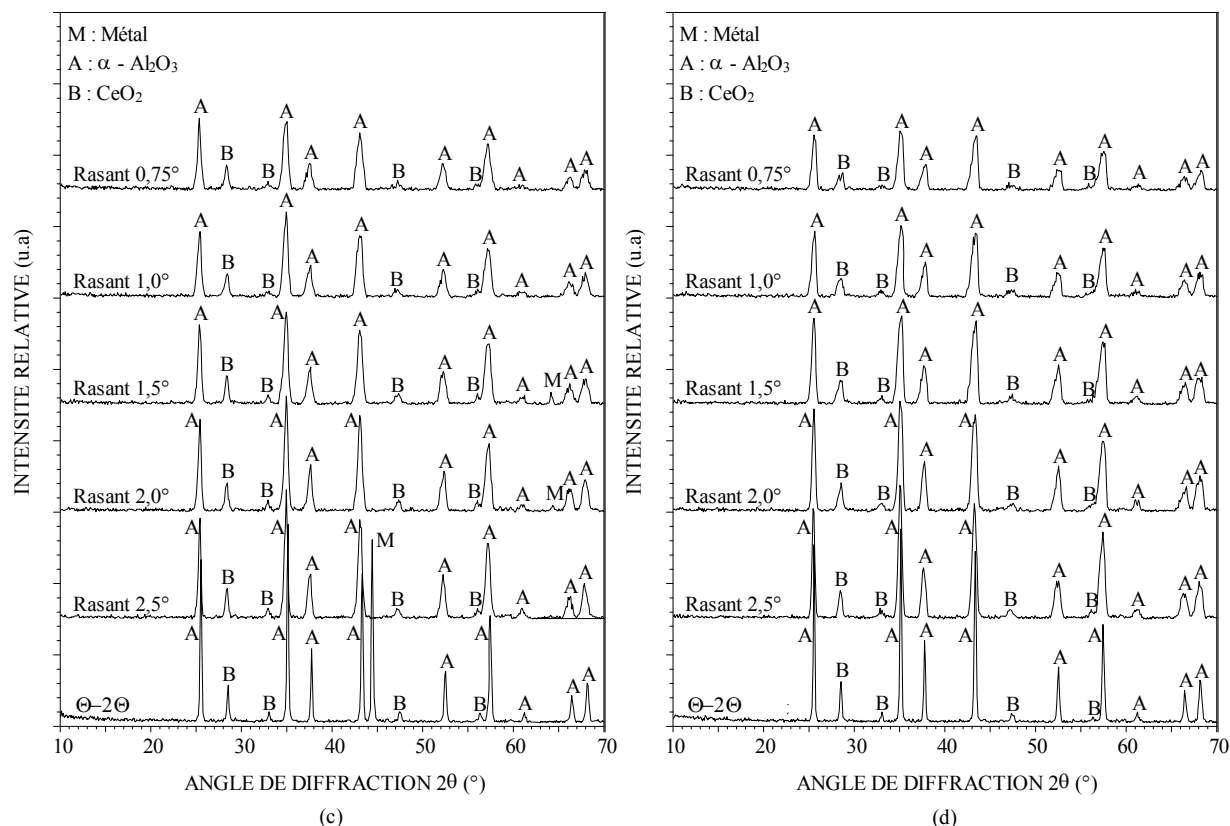 M : Métal
A : α - Al2O3
B : CeO2
A B A B A A B A B A A A A
Rasant 0,75°
A B A B A A B A B A A A A
Rasant 1,0°
A B A B A A B A B A M A A
Rasant 1,5°
A B A B A A B A B A M A A
Rasant 2,0°
A B A B A A M B A B A A A A
Rasant 2,5°
A B A B A A B A B A A A
Θ–2Θ
10 20 30 40 50 60 70
ANGLE DE DIFFRACTION 2θ (°)
INTENSITE RELATIVE (u.a)
(c)
M : Métal
A : α - Al2O3
B : CeO2
A B B A A A B A B A A A A
Rasant 0,75°
A B B A A A B A B A A A A
Rasant 1,0°
A B B A A A B A B A A A A
Rasant 1,5°
A B B A A A B A B A A A A
Rasant 2,0°
A B B A A A B A B A A A A
Rasant 2,5°
A B B A A A B A B A A A
Θ–2Θ
10 20 30 40 50 60 70
ANGLE DE DIFFRACTION 2θ (°)
INTENSITE RELATIVE (u.a)
(d)